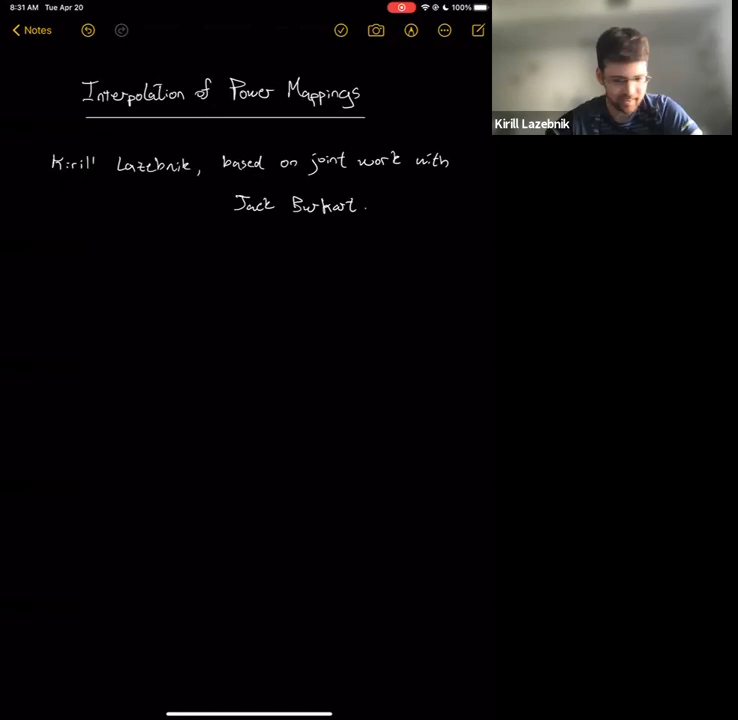 8:31 AM Tue Apr 20
100%
Notes
Kirill Lazebnik
Interpolation of Power Mappings
Kirill Lazebnik, based on joint work with
Jack Burkart.